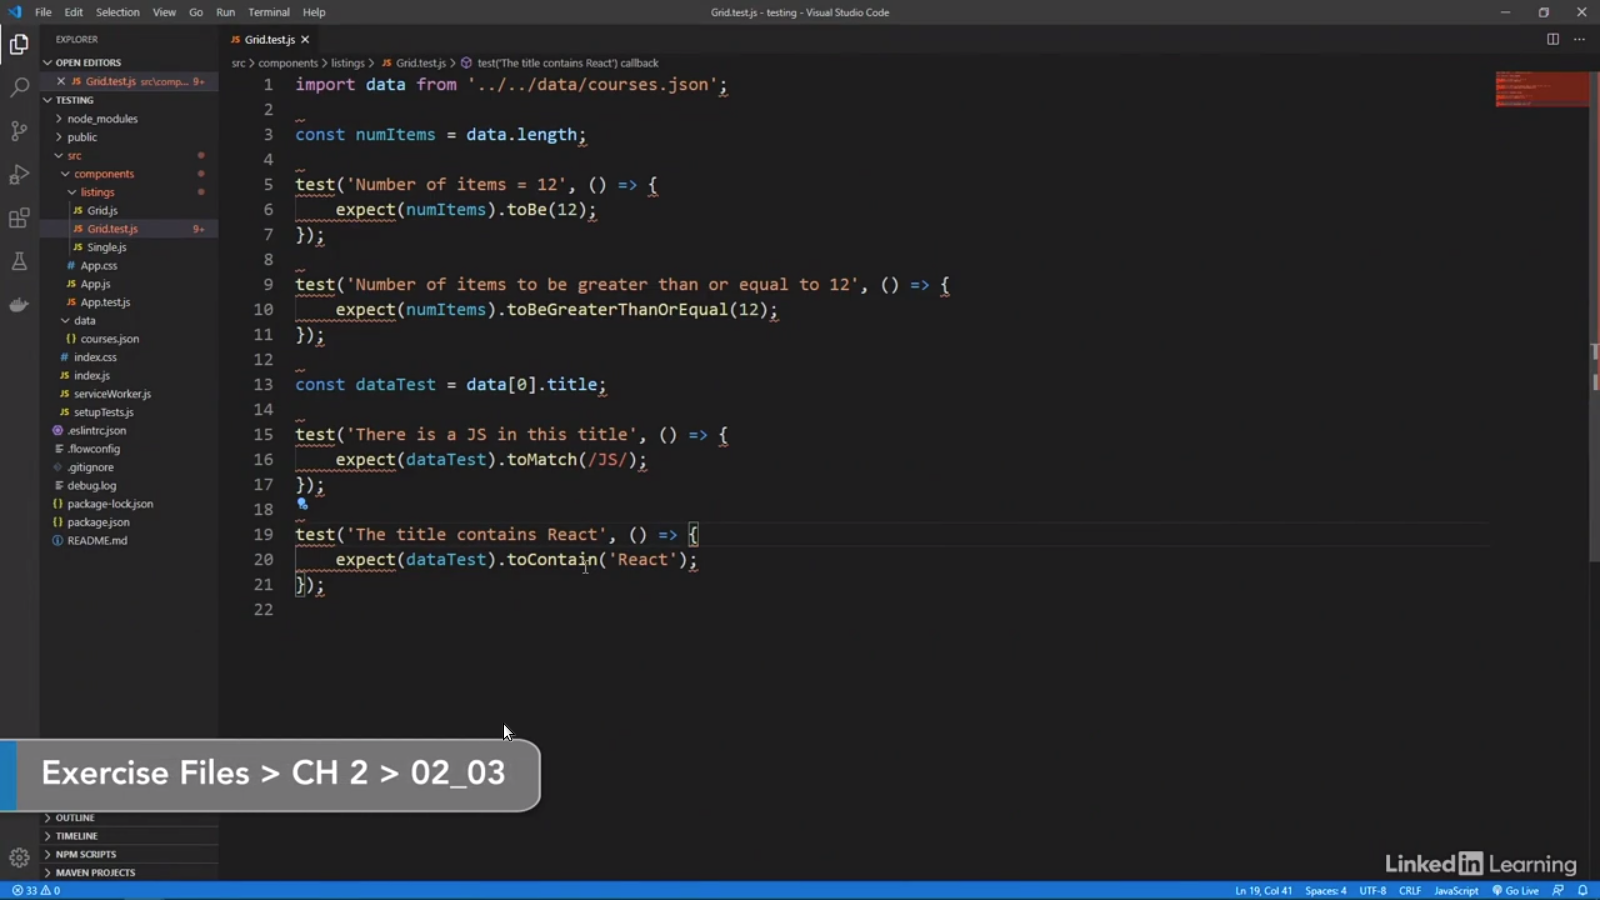 File Edit Selection View Go Run Terminal Help
Grid.test.js - testing - Visual Studio Code
EXPLORER
OPEN EDITORS
JS Grid.test.js src\comp... 9+
TESTING
node_modules
public
src
components
listings
JS Grid.js
JS Grid.test.js 9+
JS Single.js
# App.css
JS App.js
JS App.test.js
data
{} courses.json
# index.css
JS index.js
JS serviceWorker.js
JS setupTests.js
.eslintrc.json
.flowconfig
.gitignore
debug.log
{} package-lock.json
{} package.json
README.md
OUTLINE
TIMELINE
NPM SCRIPTS
MAVEN PROJECTS
JS Grid.test.js
src > components > listings > JS Grid.test.js > test('The title contains React') callback
1 import data from '../../data/courses.json';
2
3 const numItems = data.length;
4
5 test('Number of items = 12', () => {
6 expect(numItems).toBe(12);
7 });
8
9 test('Number of items to be greater than or equal to 12', () => {
10 expect(numItems).toBeGreaterThanOrEqual(12);
11 });
12
13 const dataTest = data[0].title;
14
15 test('There is a JS in this title', () => {
16 expect(dataTest).toMatch(/JS/);
17 });
18
19 test('The title contains React', () => {
20 expect(dataTest).toContain('React');
21 });
22
Exercise Files > CH 2 > 02_03
LinkedIn Learning
33 0
Ln 19, Col 41 Spaces: 4 UTF-8 CRLF JavaScript Go Live